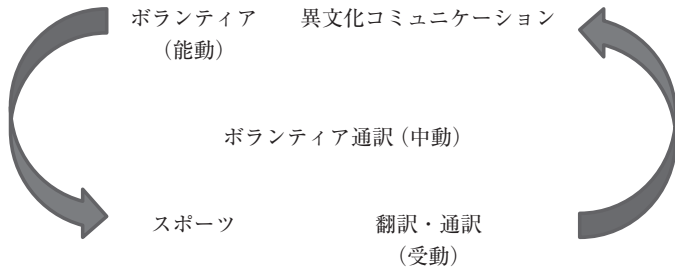 ボランティア 異文化コミュニケーション
（能動）
ボランティア通訳（中動）
スポーツ 翻訳・通訳
（受動）